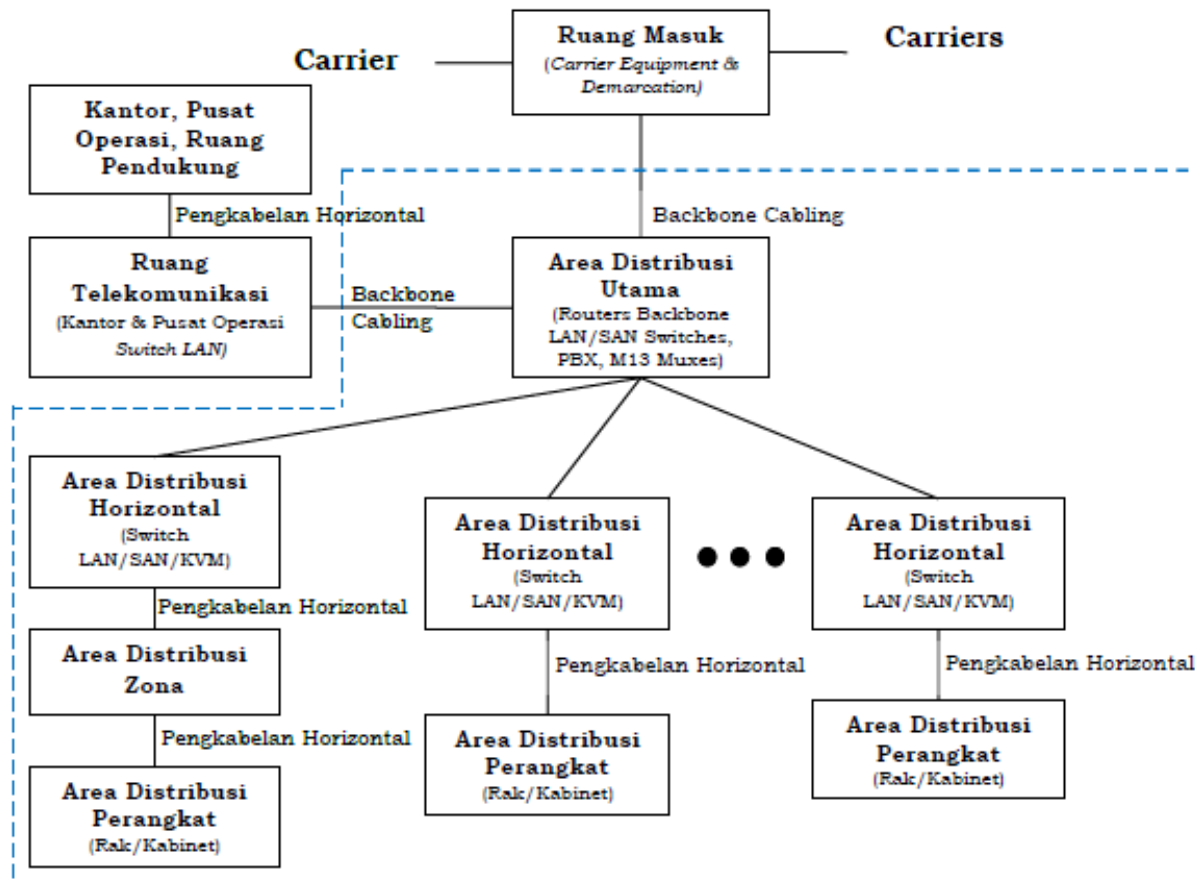 Ruang Masuk
(Carrier Equipment &
Demarcation)
Carrier
Carriers
Kantor, Pusat
Operasi, Ruang
Pendukung
Pengkabelan Horizontal
Backbone Cabling
Ruang
Telekomunikasi
(Kantor & Pusat Operasi
Switch LAN)
Backbone
Cabling
Area Distribusi
Utama
(Routers Backbone
LAN/SAN Switches,
PBX, M13 Muxes)
Area Distribusi
Horizontal
(Switch
LAN/SAN/KVM)
Area Distribusi
Horizontal
(Switch
LAN/SAN/KVM)
Area Distribusi
Horizontal
(Switch
LAN/SAN/KVM)
Pengkabelan Horizontal
Area Distribusi
Zona
Pengkabelan Horizontal
Pengkabelan Horizontal
Pengkabelan Horizontal
Area Distribusi
Perangkat
(Rak/Kabinet)
Area Distribusi
Perangkat
(Rak/Kabinet)
Area Distribusi
Perangkat
(Rak/Kabinet)